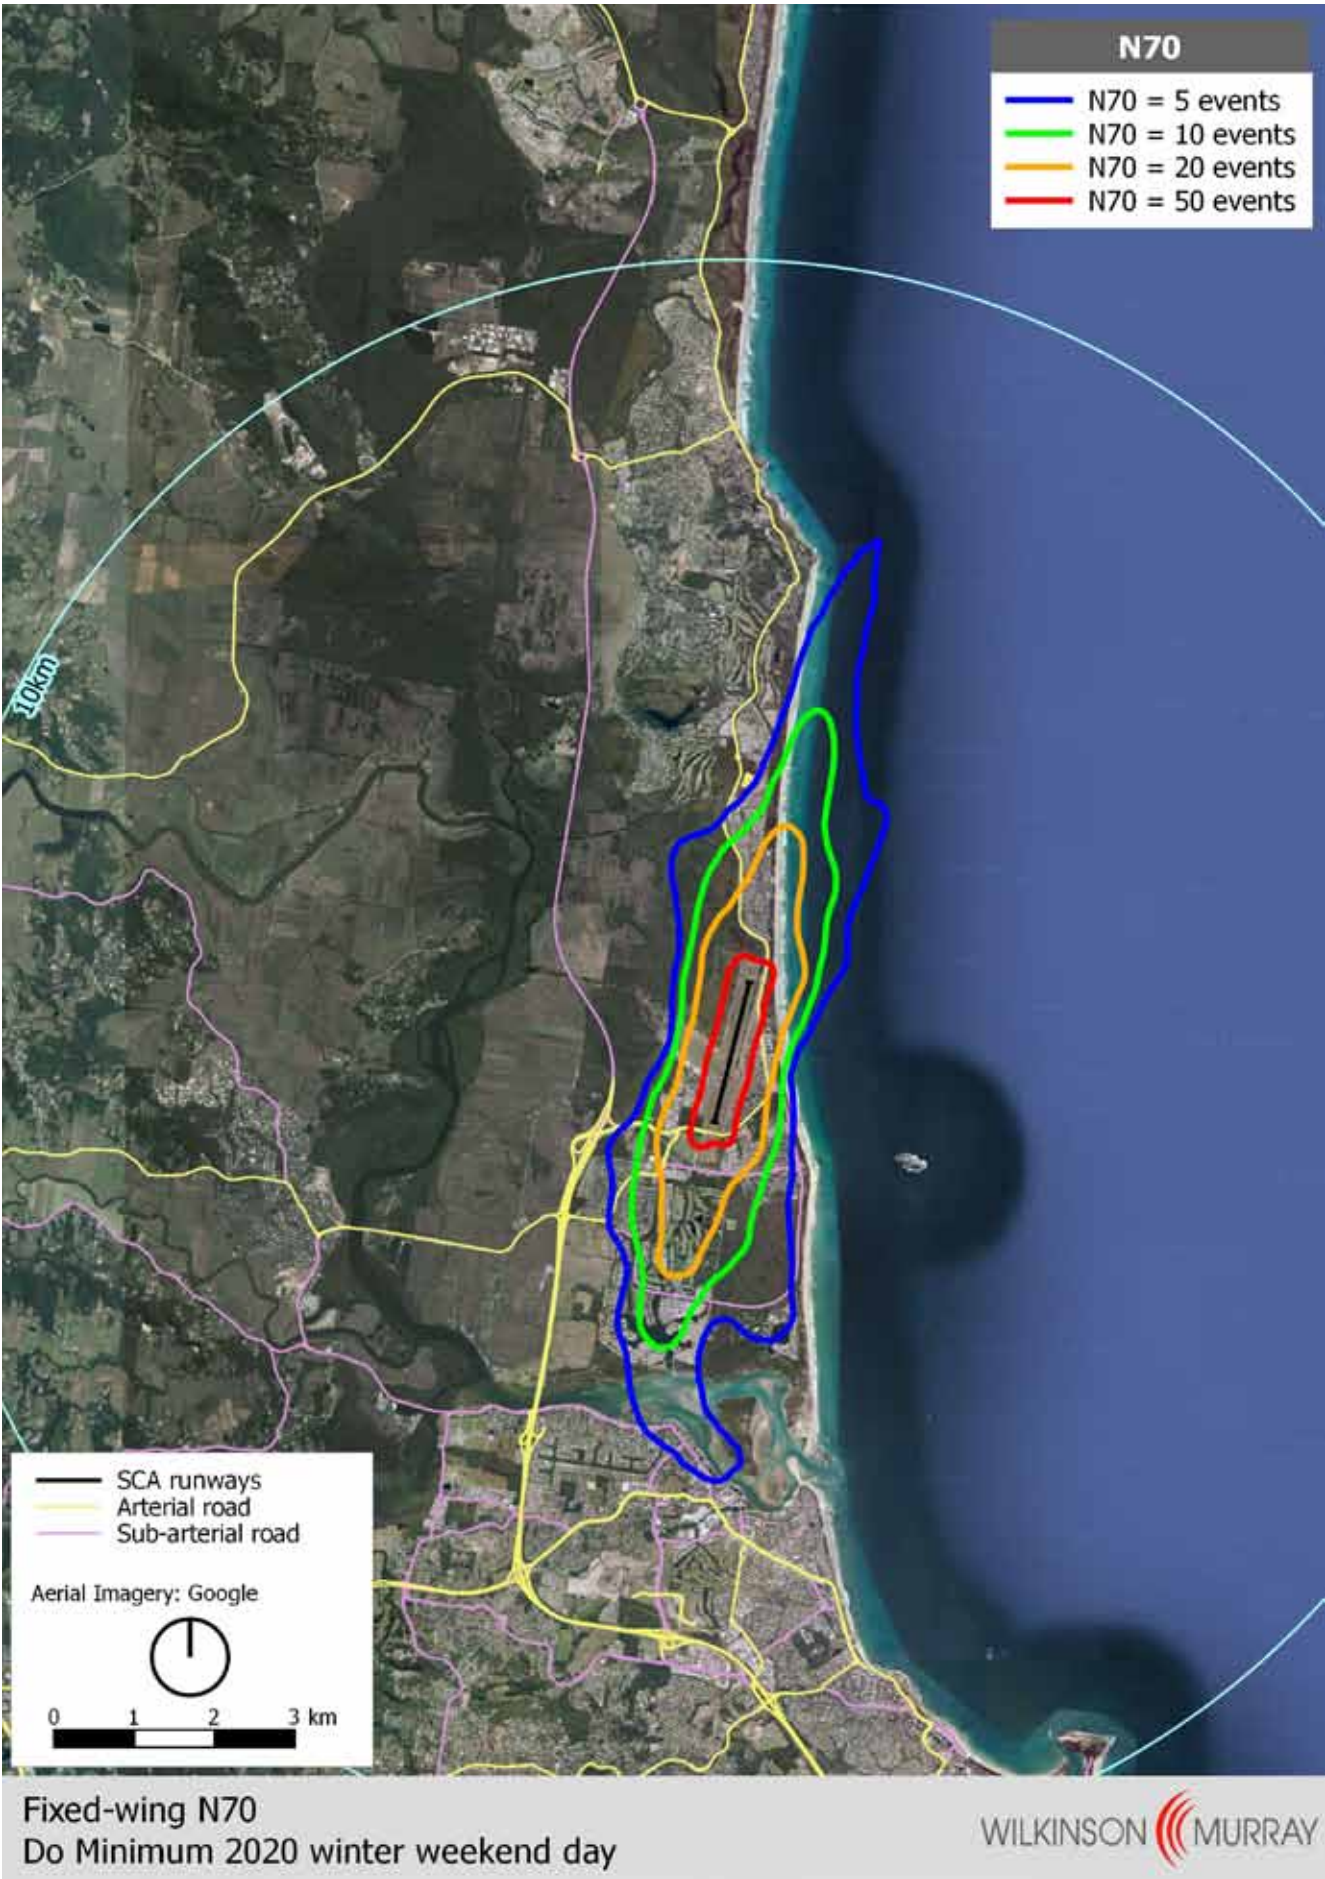 N70
N70 = 5 events
N70 = 10 events
N70 = 20 events
N70 = 50 events
10km
SCA runways
Arterial road
Sub-arterial road
Aerial Imagery: Google
0 1 2 3 km
Fixed-wing N70
Do Minimum 2020 winter weekend day
WILKINSON MURRAY